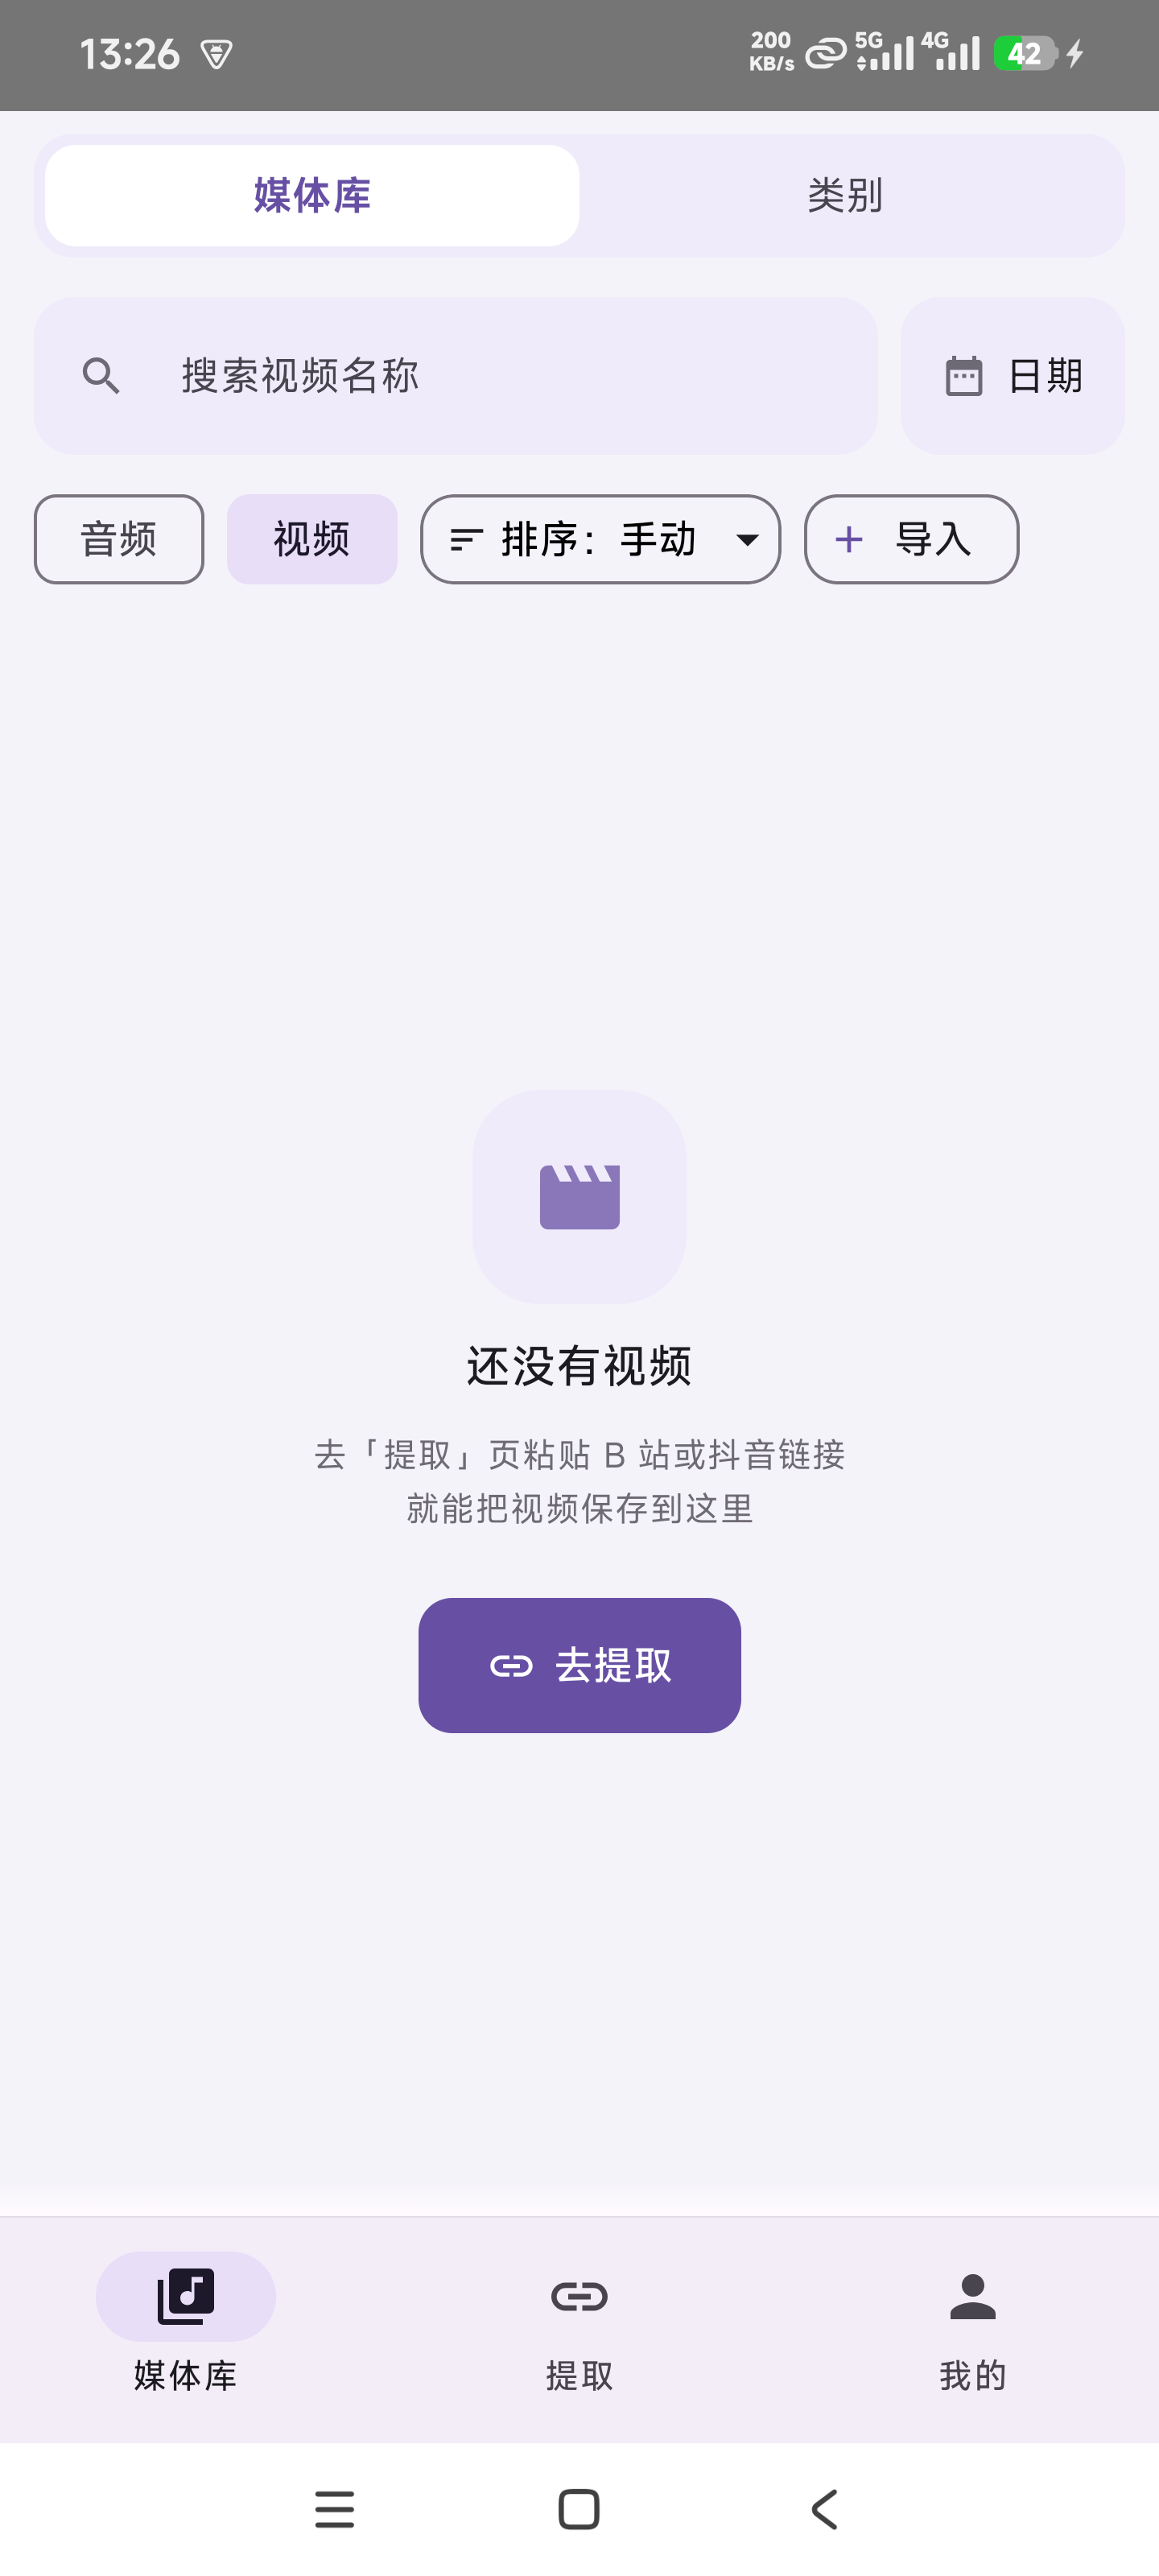 13:26 200 KB/s 5G 4G 42
媒体库 类别
搜索视频名称 日期
音频 视频 排序：手动 导入
还没有视频
去「提取」页粘贴 B 站或抖音链接
就能把视频保存到这里
去提取
媒体库 提取 我的